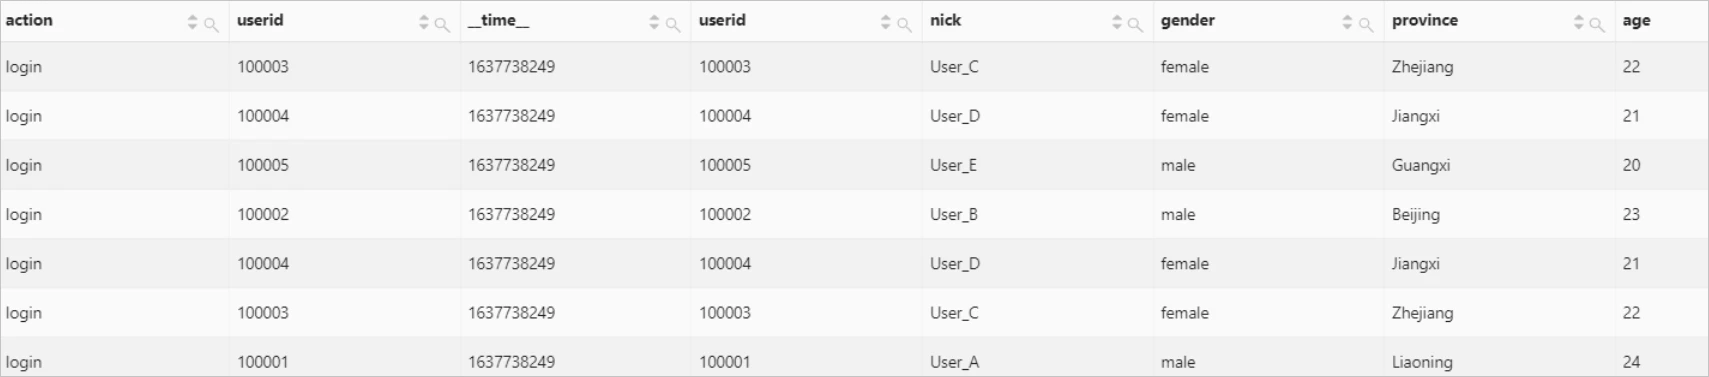 action userid __time__ userid nick gender province age
login 100003 1637738249 100003 User_C female Zhejiang 22
login 100004 1637738249 100004 User_D female Jiangxi 21
login 100005 1637738249 100005 User_E male Guangxi 20
login 100002 1637738249 100002 User_B male Beijing 23
login 100004 1637738249 100004 User_D female Jiangxi 21
login 100003 1637738249 100003 User_C female Zhejiang 22
login 100001 1637738249 100001 User_A male Liaoning 24